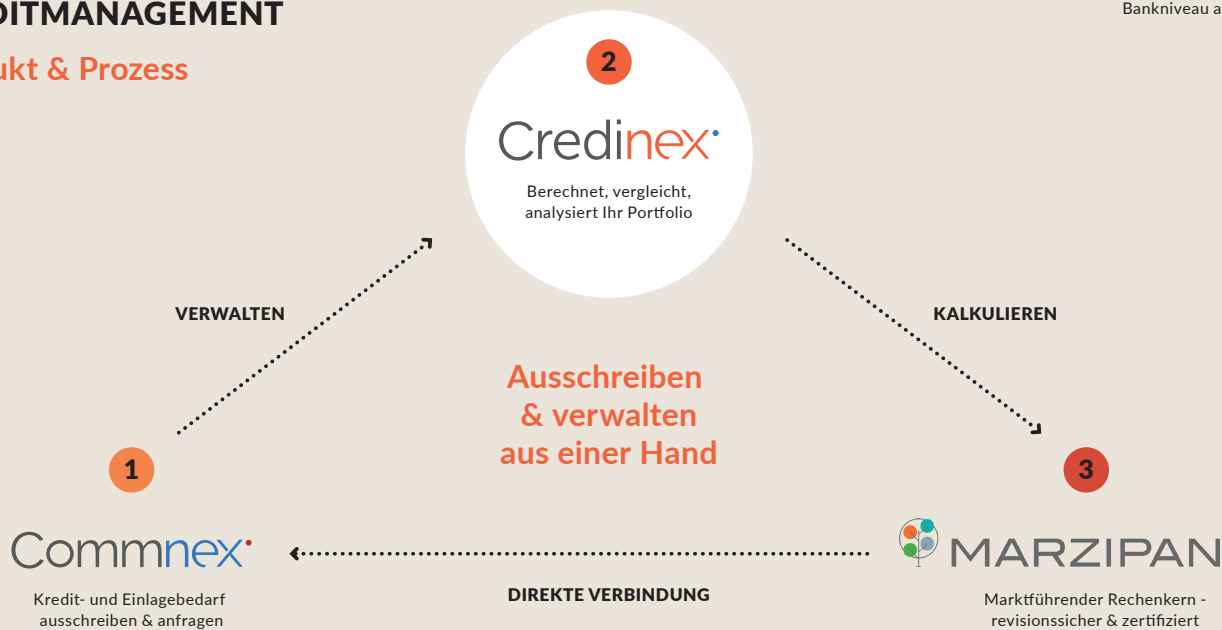 DITMANAGEMENT
Bankniveau a
ukt & Prozess
2
Credinex
Berechnet, vergleicht,
analysiert Ihr Portfolio
VERWALTEN
KALKULIEREN
Ausschreiben
& verwalten
aus einer Hand
1
Commnex
Kredit- und Einlagebedarf
ausschreiben & anfragen
DIREKTE VERBINDUNG
3
MARZIPAN
Marktführender Rechenkern -
revisionssicher & zertifiziert